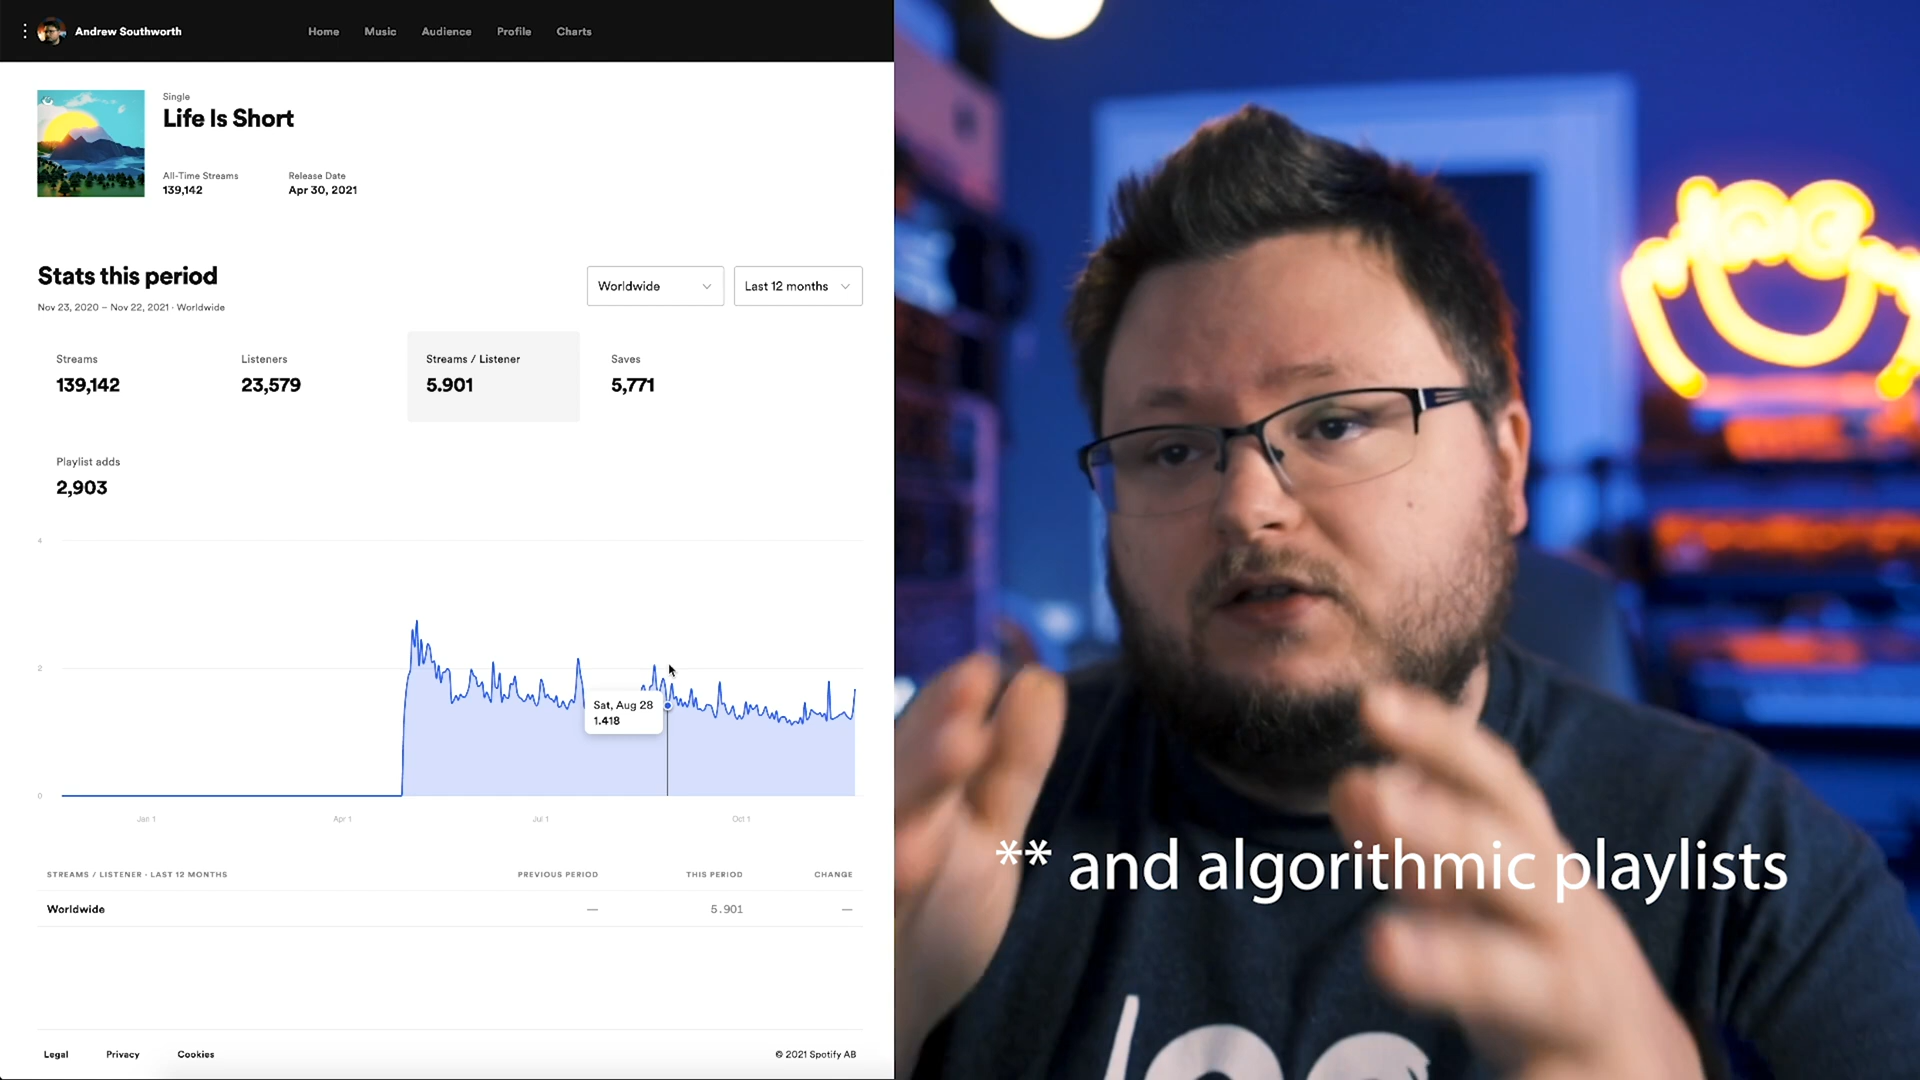 Andrew Southworth
Home Music Audience Profile Charts
Single
Life Is Short
All-Time Streams Release Date
139,142 Apr 30, 2021
Stats this period
Worldwide Last 12 months
Nov 23, 2020 – Nov 22, 2021 · Worldwide
Streams Listeners Streams / Listener Saves
139,142 23,579 5.901 5,771
Playlist adds
2,903
4
2
Sat, Aug 28
1.418
0
Jan 1 Apr 1 Jul 1 Oct 1
** and algorithmic playlists
STREAMS / LISTENER · LAST 12 MONTHS PREVIOUS PERIOD THIS PERIOD CHANGE
Worldwide — 5.901 —
Legal Privacy Cookies © 2021 Spotify AB